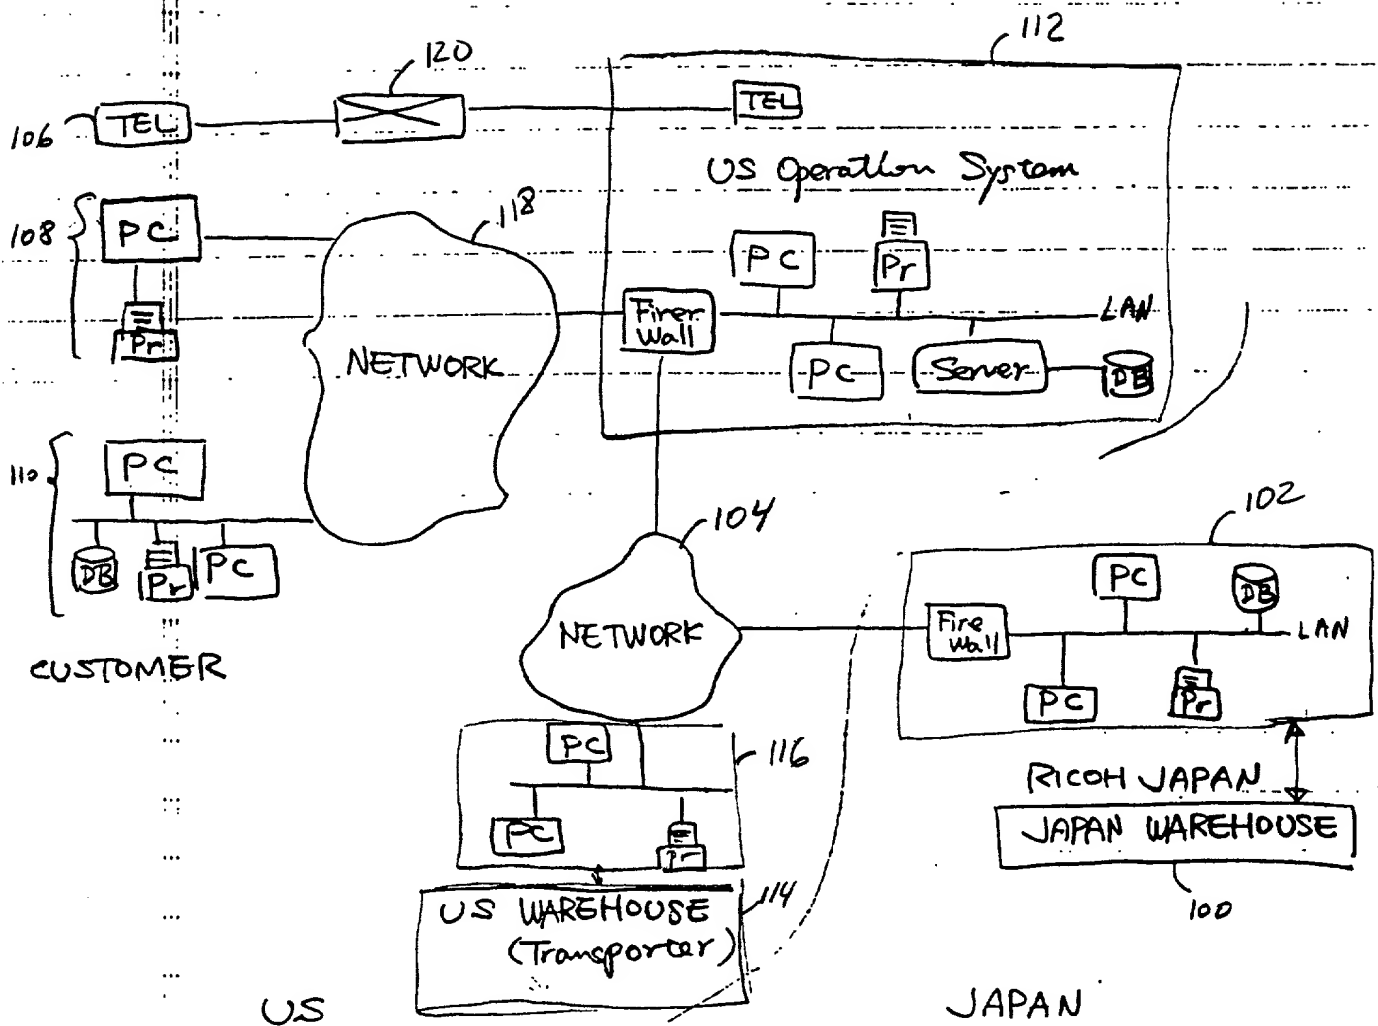 112
120
TEL
106
TEL
US Operation System
118
108
PC
PC
Pr
Pr
Firer
Wall
LAN
NETWORK
PC
Server
DB
110
PC
DB
Pr
PC
CUSTOMER
104
102
PC
DB
NETWORK
Fire
Wall
LAN
PC
Pr
PC
116
RICOH JAPAN
PC
Pr
JAPAN WAREHOUSE
100
US WAREHOUSE
(Transporter)
114
US
JAPAN